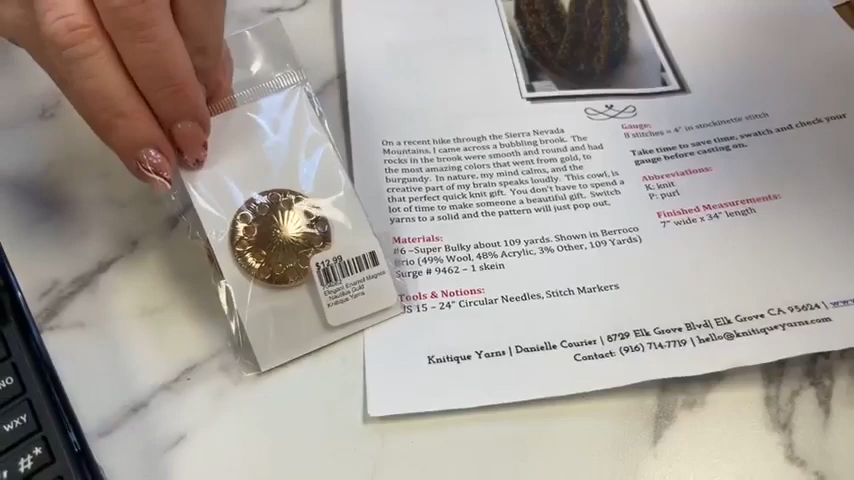 On a recent hike through the Sierra Nevada
Mountains, I came across a bubbling brook. The
rocks in the brook were smooth and round and had
the most amazing colors that went from gold, to
burgundy. In nature, my mind calms, and the
creative part of my brain speaks loudly. This cowl, is
that perfect quick knit gift. You don't have to spend a
lot of time to make someone a beautiful gift. Switch
yarns to a solid and the pattern will just pop out.
Materials:
#6 –Super Bulky about 109 yards. Shown in Berroco
Brio (49% Wool, 48% Acrylic, 3% Other, 109 Yards)
Surge # 9462 – 1 skein
Tools & Notions:
US 15 – 24" Circular Needles, Stitch Markers
Gauge:
8 stitches = 4" in stockinette stitch
Take time to save time, swatch and check your
gauge before casting on.
Abbreviations:
K: knit
P: purl
Finished Measurements:
7" wide x 34" length
Knitique Yarns | Danielle Courier | 8729 Elk Grove Blvd| Elk Grove CA 95624 | www
Contact: (916) 714-7719 | hello@knitiqueyarns.com
$12.99
Elegant Enamel Magnetic
Nautilus Gold
Knitique Yarns
NO
WXY
#*